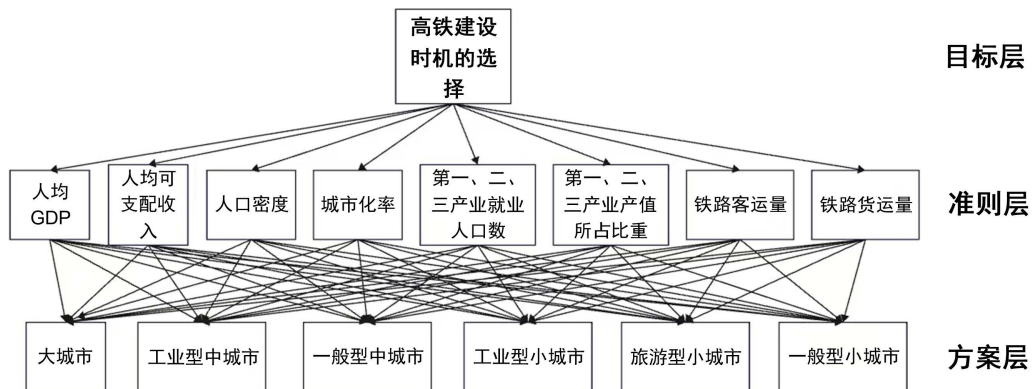 高铁建设
时机的选
择
目标层
人均
GDP
人均可
支配收
入
人口密度
城市化率
第一、二、
三产业就业
人口数
第一、二、
三产业产值
所占比重
铁路客运量
铁路货运量
准则层
大城市
工业型中城市
一般型中城市
工业型小城市
旅游型小城市
一般型小城市
方案层